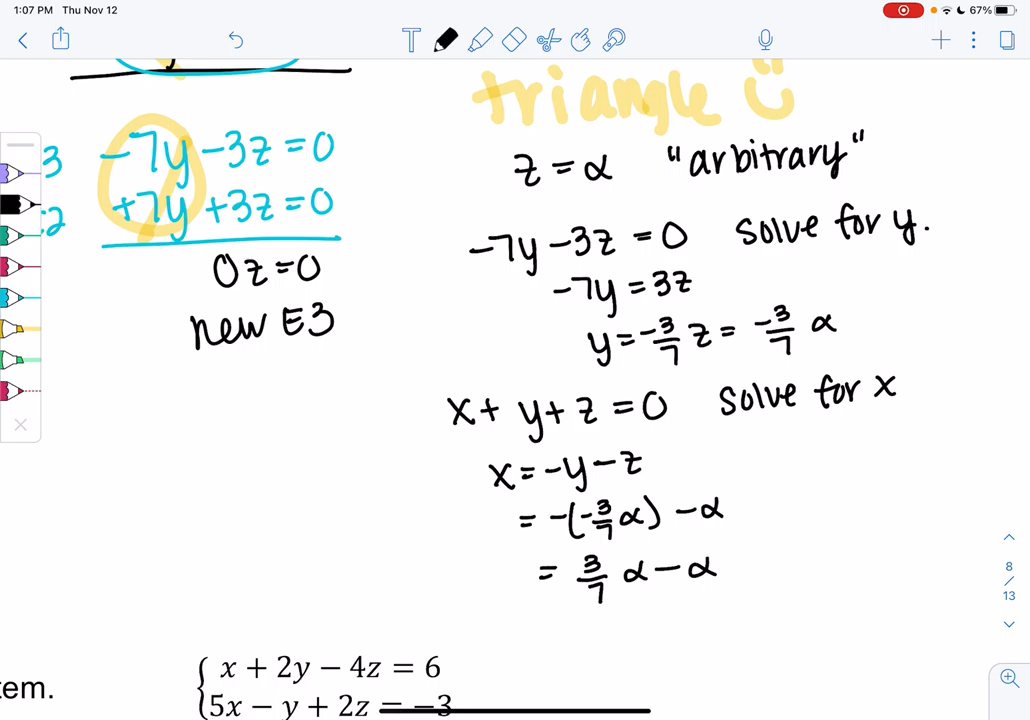 1:07 PM Thu Nov 12
67%
triangle
3 -7y -3z = 0
:2 +7y +3z = 0
0z = 0
new E3
z = α "arbitrary"
-7y -3z = 0 solve for y.
-7y = 3z
y = -3/7 z = -3/7 α
x + y + z = 0 solve for x
x = -y - z
= -(-3/7 α) - α
= 3/7 α - α
8
/
13
tem.
x + 2y − 4z = 6
5x − y + 2z = −3